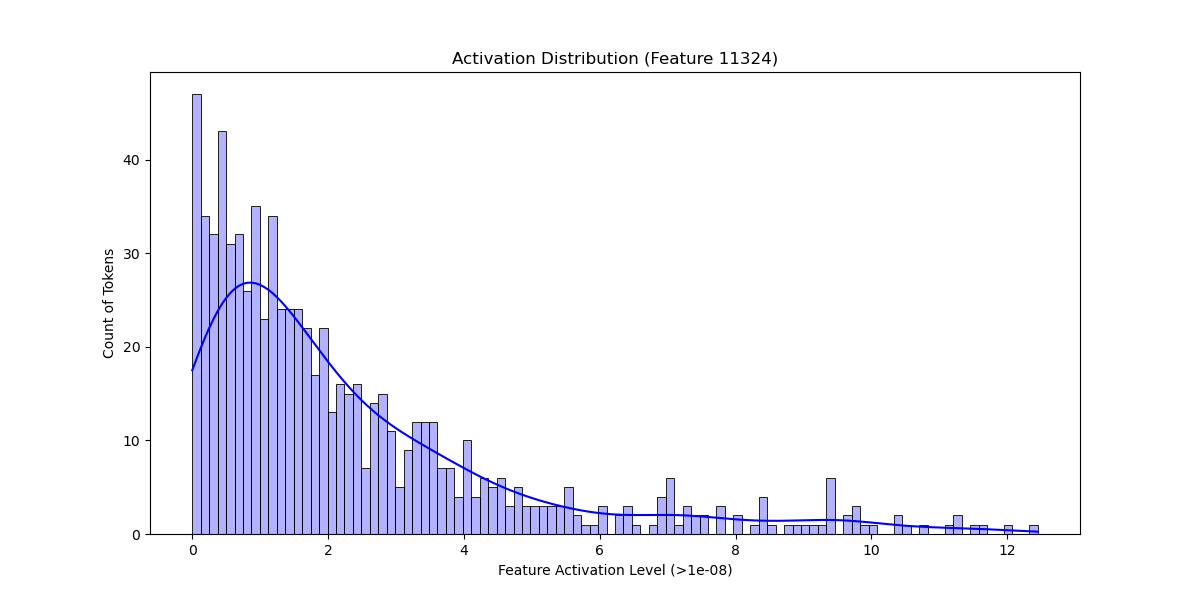 Activation Distribution (Feature 11324)
Count of Tokens
40
30
20
10
0
0 2 4 6 8 10 12
Feature Activation Level (>1e-08)